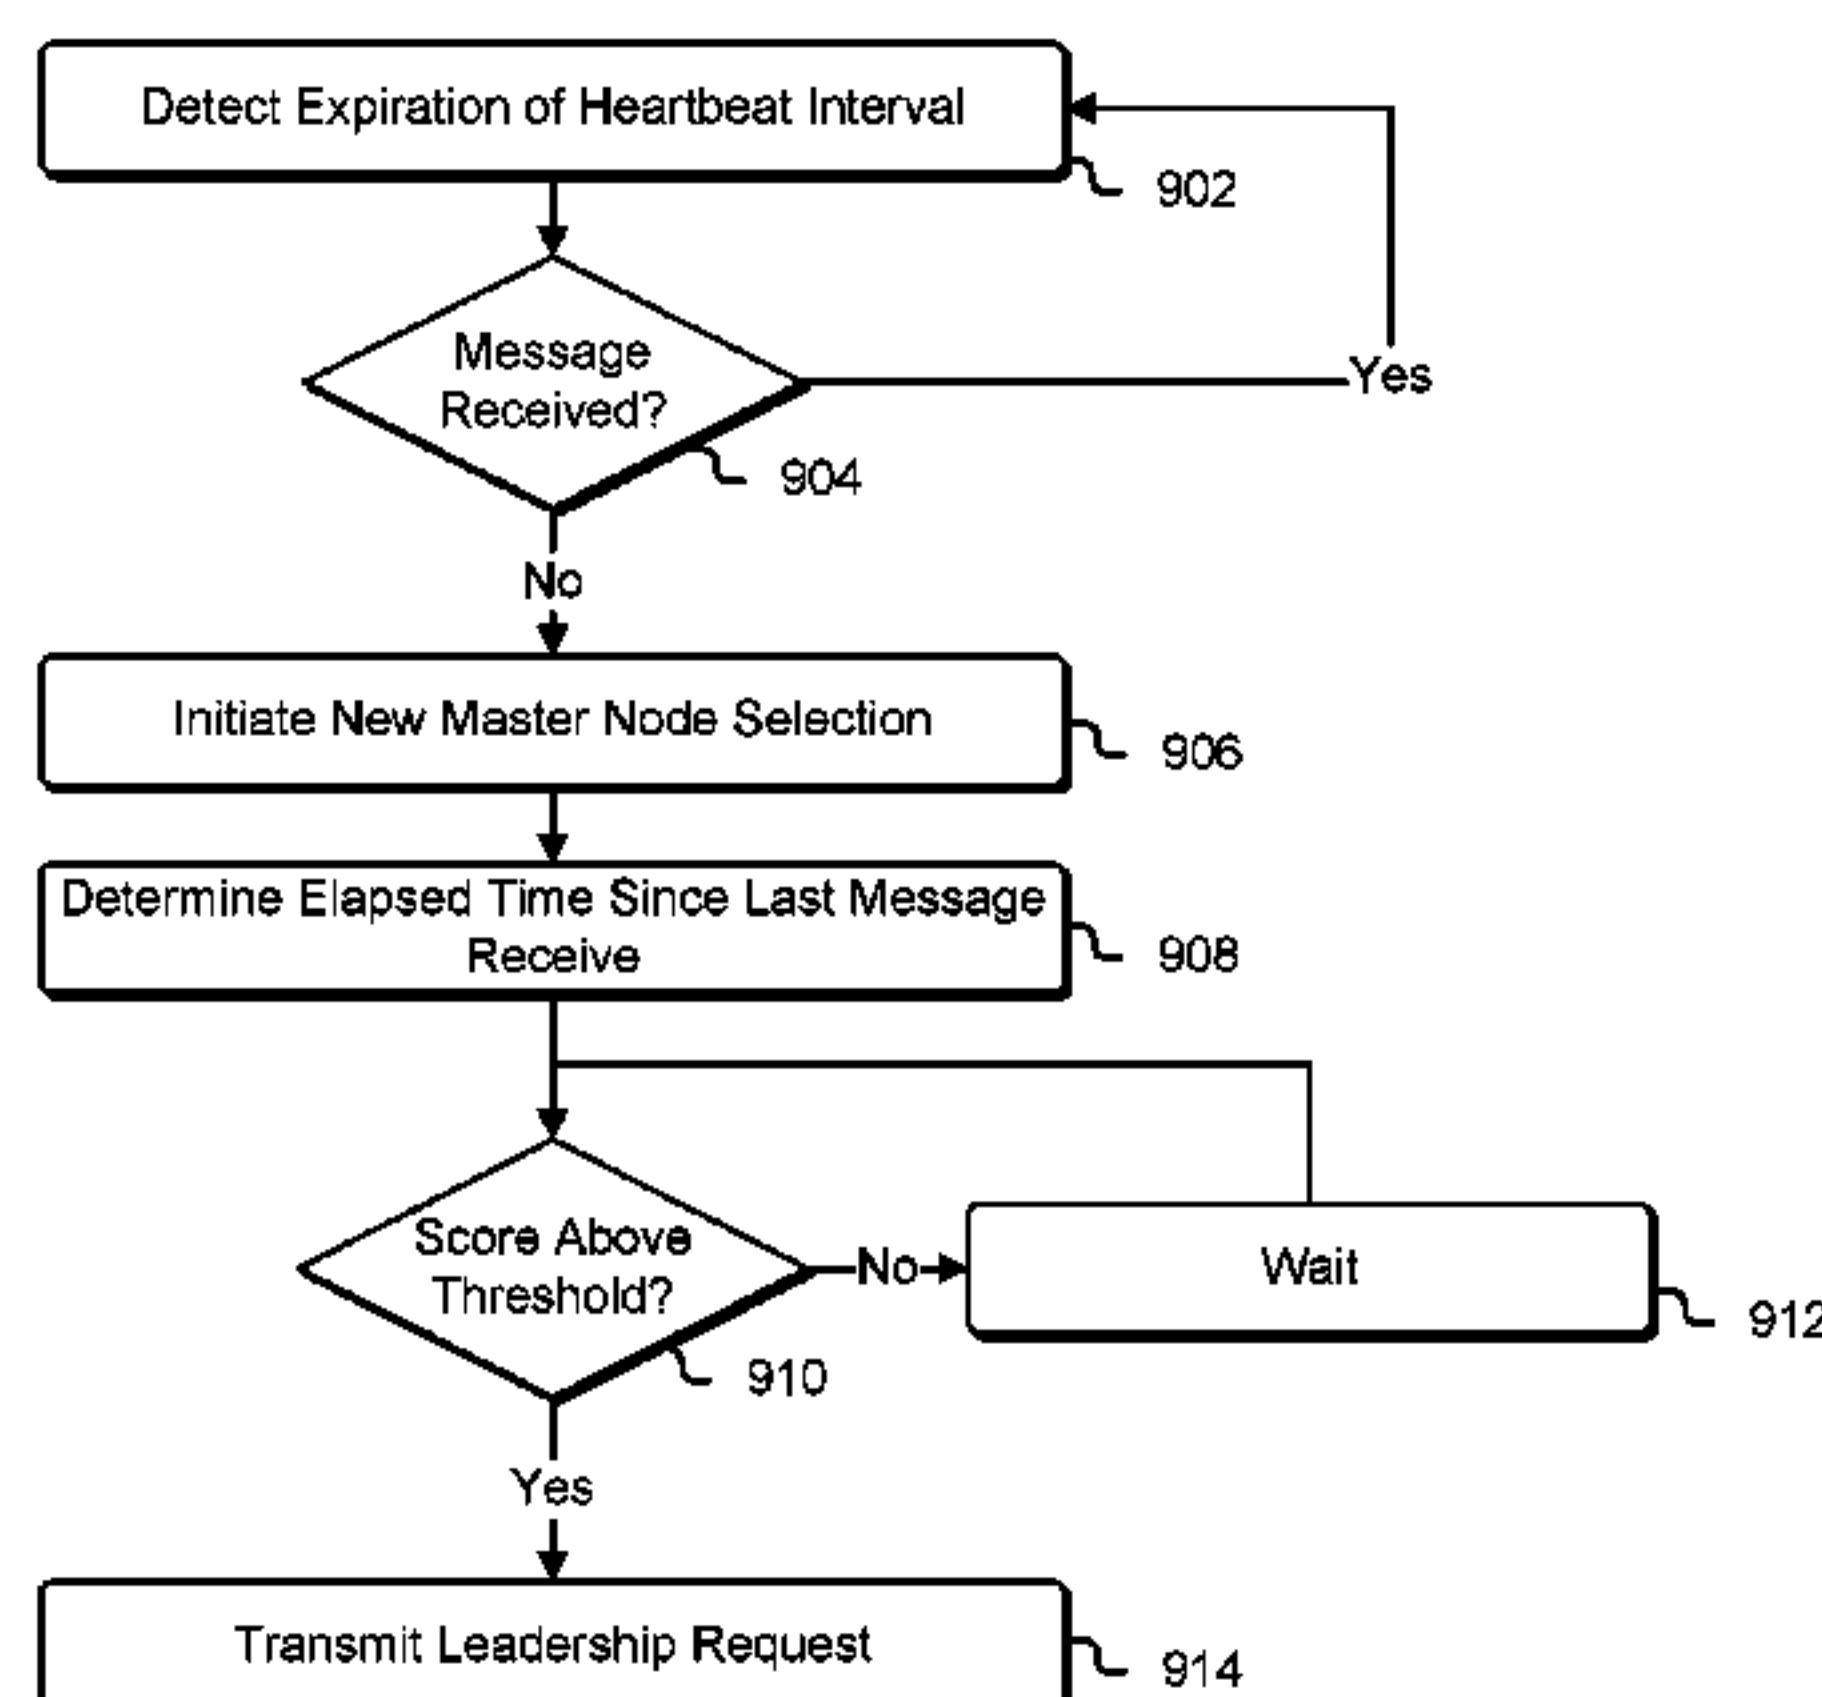 Detect Expiration of Heartbeat Interval
902
Message
Received?
Yes
904
No
Initiate New Master Node Selection
906
Determine Elapsed Time Since Last Message
Receive
908
Score Above
Threshold?
No
Wait
912
910
Yes
Transmit Leadership Request
914